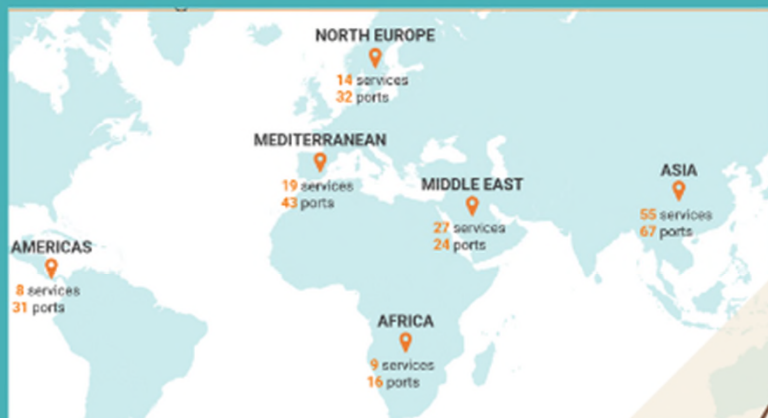 NORTH EUROPE
14 services
32 ports
MEDITERRANEAN
19 services
43 ports
MIDDLE EAST
27 services
24 ports
ASIA
55 services
67 ports
AMERICAS
8 services
31 ports
AFRICA
9 services
16 ports